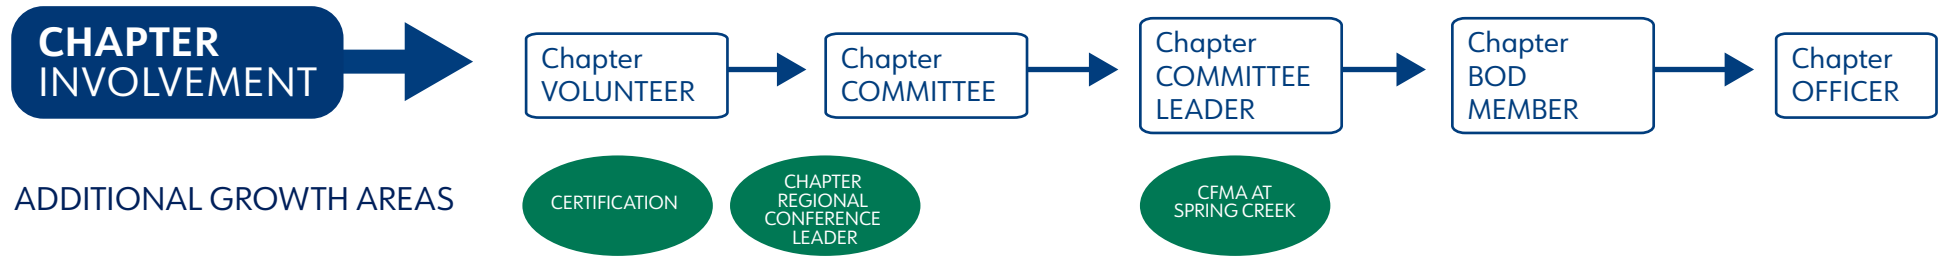 CHAPTER
INVOLVEMENT
Chapter
VOLUNTEER
Chapter
COMMITTEE
Chapter
COMMITTEE
LEADER
Chapter
BOD
MEMBER
Chapter
OFFICER
ADDITIONAL GROWTH AREAS
CERTIFICATION
CHAPTER
REGIONAL
CONFERENCE
LEADER
CFMA AT
SPRING CREEK